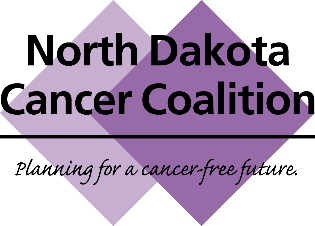 North Dakota
Cancer Coalition
Planning for a cancer-free future.